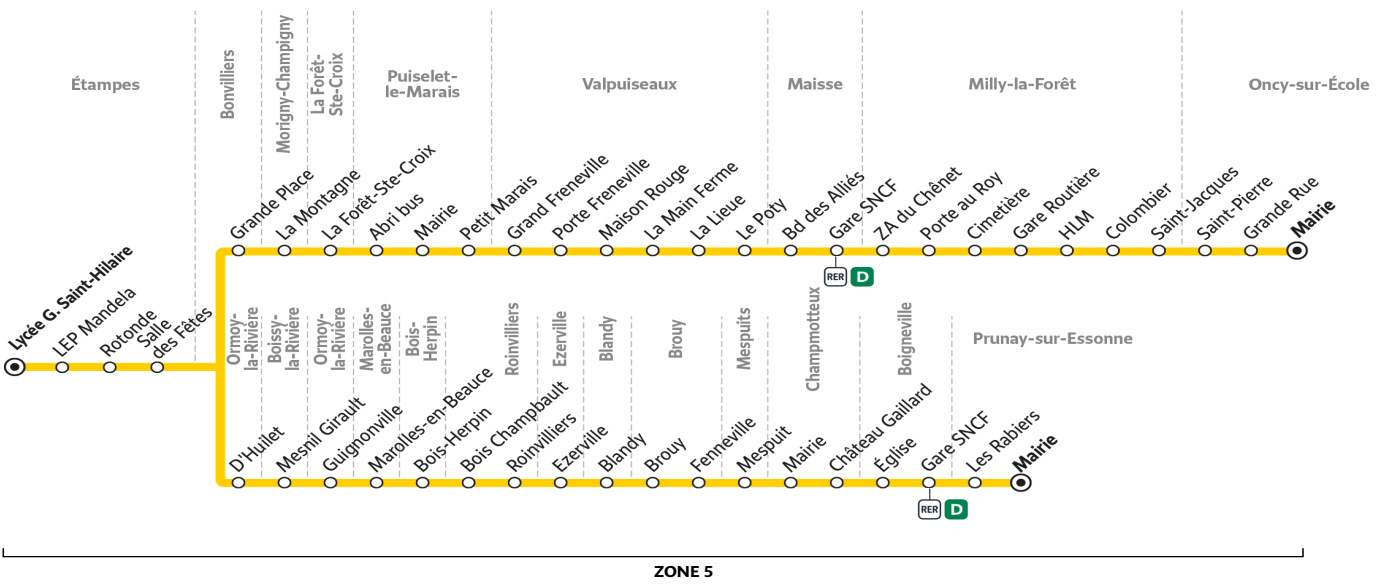 Étampes
Bonvilliers
Morigny-Champigny
La Forêt-
Ste-Croix
Puiselet-
le-Marais
Valpuiseaux
Maisse
Milly-la-Forêt
Oncy-sur-École
Lycée G. Saint-Hilaire
LEP Mandela
Rotonde
Salle
des Fêtes
Grande Place
La Montagne
La Forêt-Ste-Croix
Abri bus
Mairie
Petit Marais
Grand Freneville
Porte Freneville
Maison Rouge
La Main Ferme
La Lieue
Le Poty
Bd des Alliés
Gare SNCF
RER D
ZA du Chênet
Porte au Roy
Cimetière
Gare Routière
HLM
Colombier
Saint-Jacques
Saint-Pierre
Grande Rue
Mairie
Ormoy-
la-Rivière
Boissy-
la-Rivière
Ormoy-
la-Rivière
Marolles-
en-Beauce
Bois-
Herpin
Roinvilliers
Ezerville
Blandy
Brouy
Mespuits
Champmotteux
Boigneville
Prunay-sur-Essonne
D'Huilet
Mesnil Girault
Guignonville
Marolles-en-Beauce
Bois-Herpin
Bois Champbault
Roinvilliers
Ezerville
Blandy
Brouy
Fenneville
Mespuit
Mairie
Château Gaillard
Église
Gare SNCF
RER D
Les Rabiers
Mairie
ZONE 5